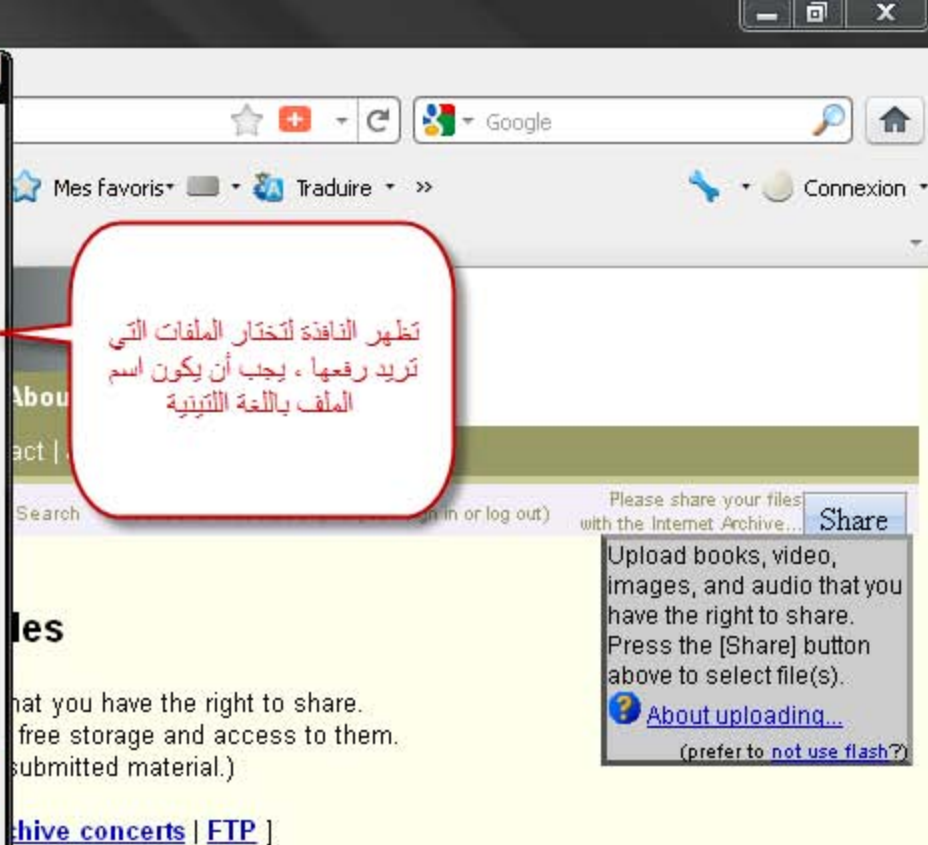 Google
Mes favoris
Traduire
Connexion
تظهر النافذة لتختار الملفات التي
تريد رفعها ، يجب أن يكون اسم
الملف باللغة اللتينية
Search
in or log out)
Please share your files
with the Internet Archive...
Share
Upload books, video,
images, and audio that you
have the right to share.
Press the [Share] button
above to select file(s).
About uploading...
(prefer to not use flash?)
les
hat you have the right to share.
free storage and access to them.
submitted material.)
chive concerts | FTP ]